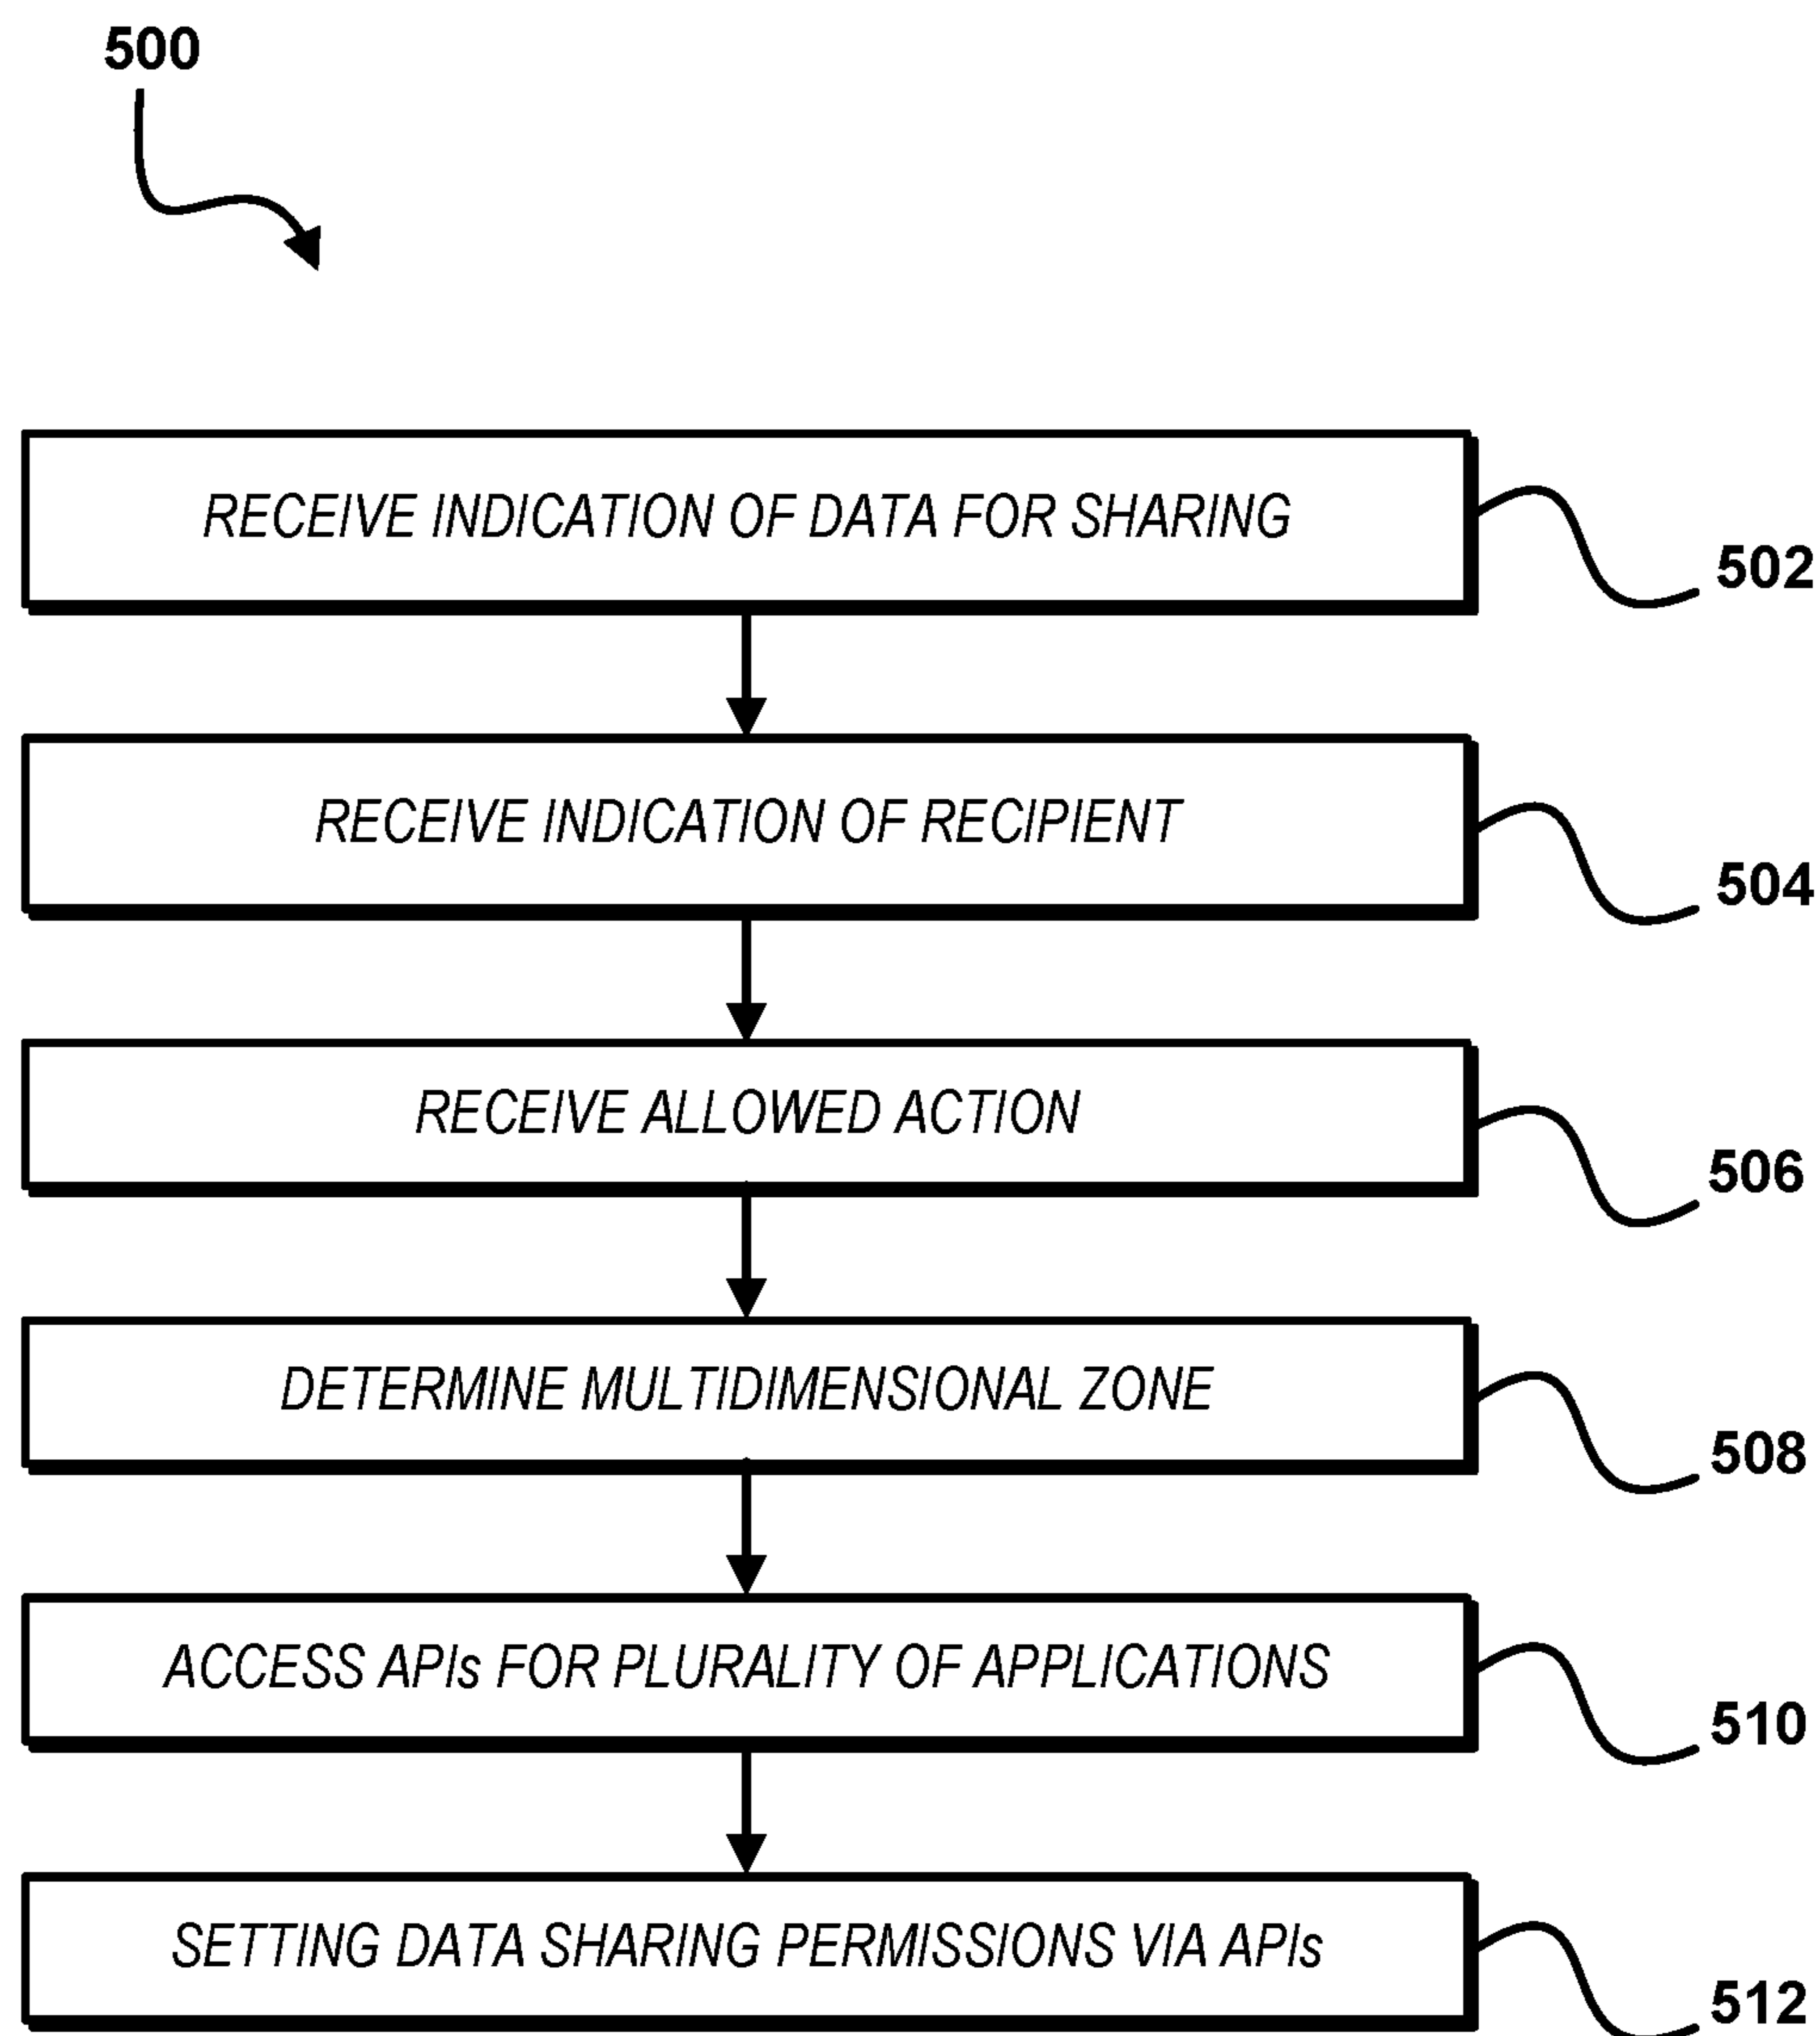 500
RECEIVE INDICATION OF DATA FOR SHARING
502
RECEIVE INDICATION OF RECIPIENT
504
RECEIVE ALLOWED ACTION
506
DETERMINE MULTIDIMENSIONAL ZONE
508
ACCESS APIs FOR PLURALITY OF APPLICATIONS
510
SETTING DATA SHARING PERMISSIONS VIA APIs
512